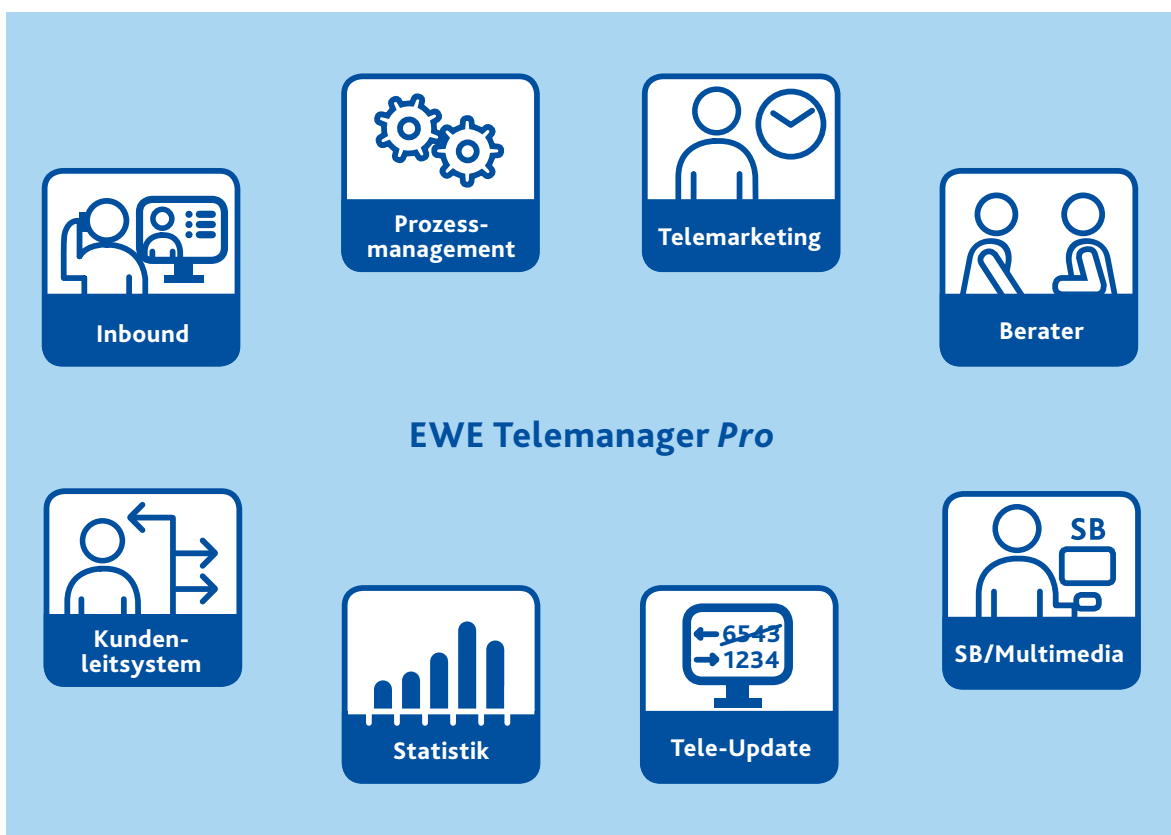 Prozess-
management
Telemarketing
Inbound
Berater
EWE Telemanager Pro
Kunden-
leitsystem
SB
SB/Multimedia
Statistik
6543
1234
Tele-Update